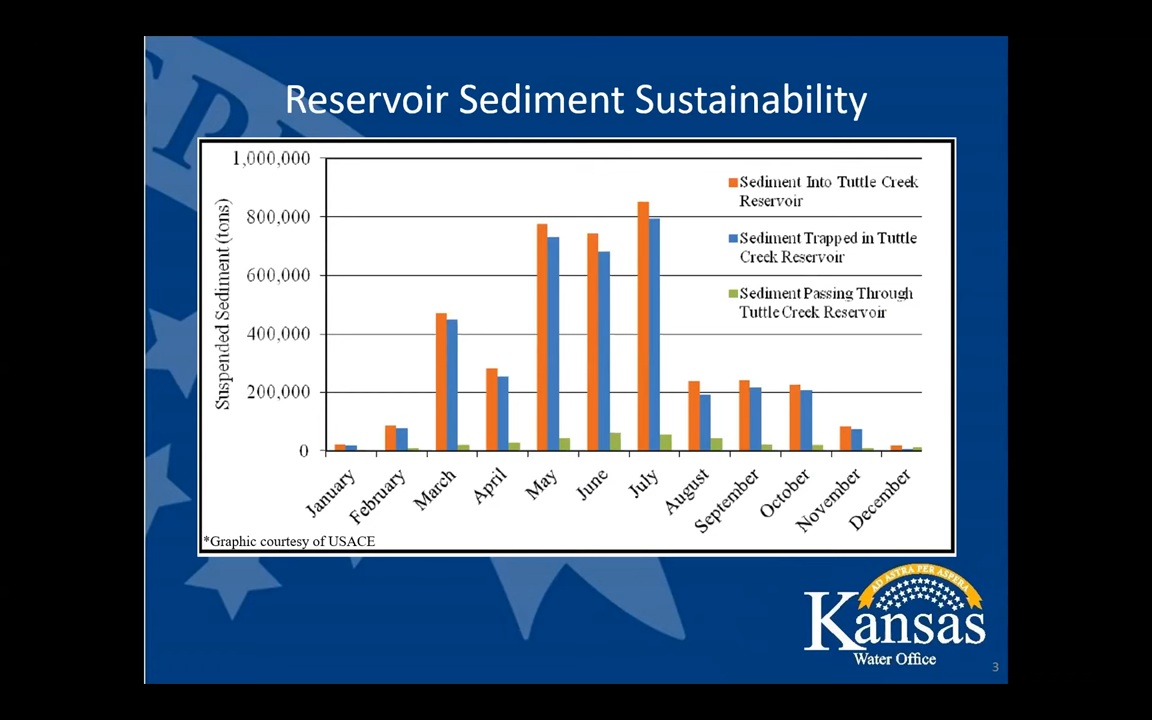 Reservoir Sediment Sustainability
1,000,000
800,000
600,000
400,000
200,000
0
Suspended Sediment (tons)
Sediment Into Tuttle Creek
Reservoir
Sediment Trapped in Tuttle
Creek Reservoir
Sediment Passing Through
Tuttle Creek Reservoir
January
February
March
April
May
June
July
August
September
October
November
December
*Graphic courtesy of USACE
AD ASTRA PER ASPERA
Kansas
Water Office
3